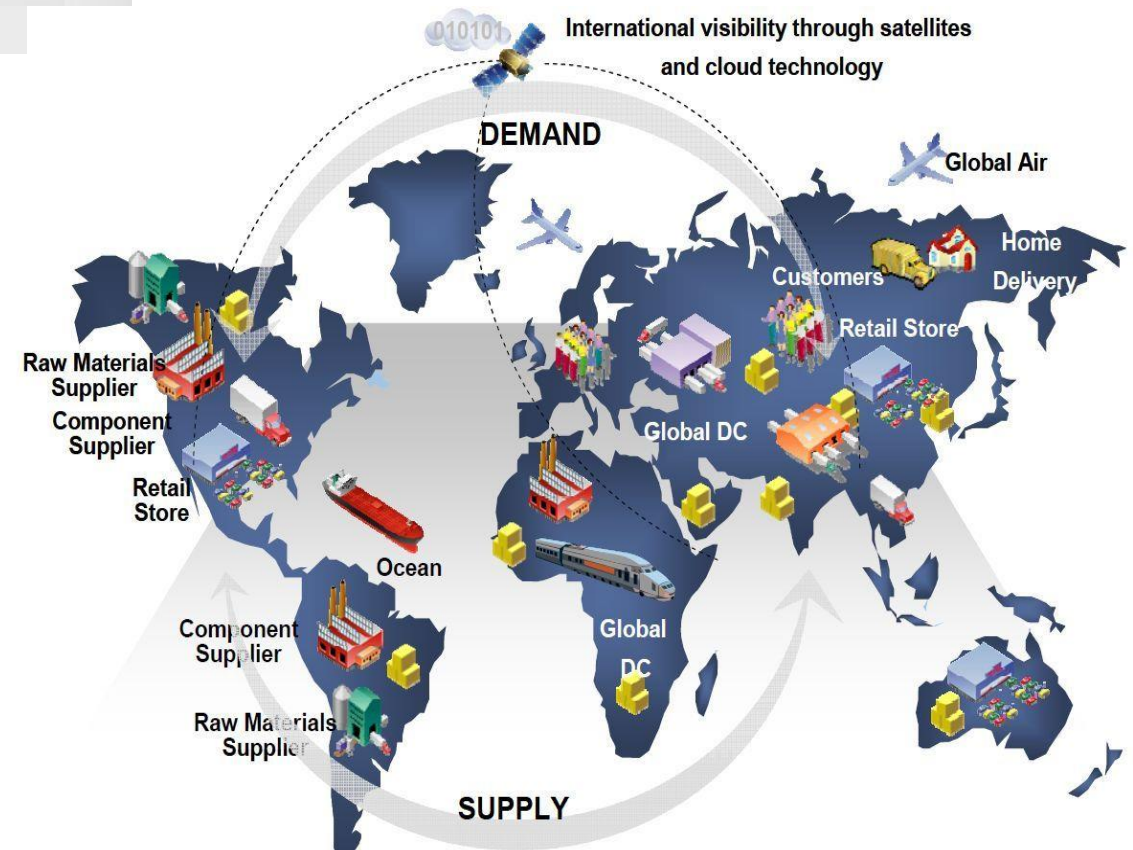 010101
International visibility through satellites
and cloud technology
DEMAND
Global Air
Home
Delivery
Customers
Retail Store
Raw Materials
Supplier
Component
Supplier
Global DC
Retail
Store
Ocean
Component
Supplier
Global
DC
Raw Materials
Supplier
SUPPLY